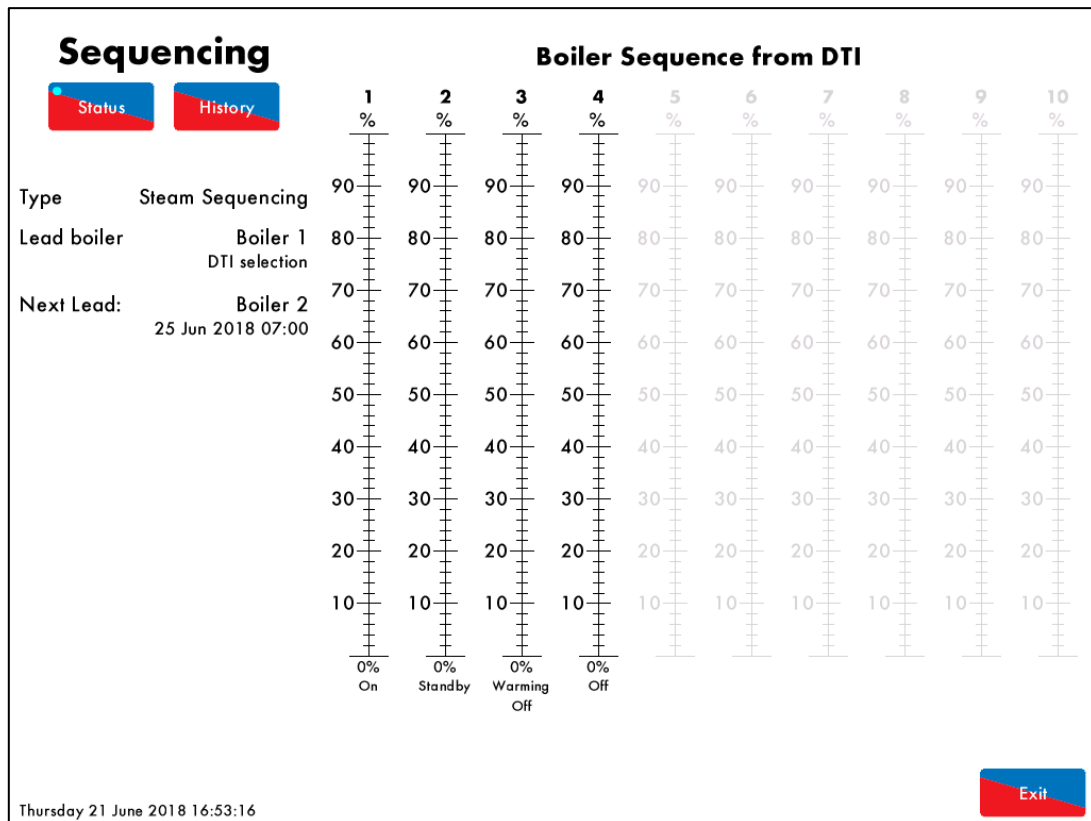 Sequencing
Boiler Sequence from DTI
Status History
1 2 3 4 5 6 7 8 9 10
% % % % % % % % % %
90 90 90 90 90 90 90 90 90 90
Type Steam Sequencing
Lead boiler Boiler 1
80 80 80 80 80 80 80 80 80 80
DTI selection
70 70 70 70 70 70 70 70 70 70
Next Lead: Boiler 2
25 Jun 2018 07:00
60 60 60 60 60 60 60 60 60 60
50 50 50 50 50 50 50 50 50 50
40 40 40 40 40 40 40 40 40 40
30 30 30 30 30 30 30 30 30 30
20 20 20 20 20 20 20 20 20 20
10 10 10 10 10 10 10 10 10 10
0% 0% 0% 0%
On Standby Warming Off
Off
Exit
Thursday 21 June 2018 16:53:16